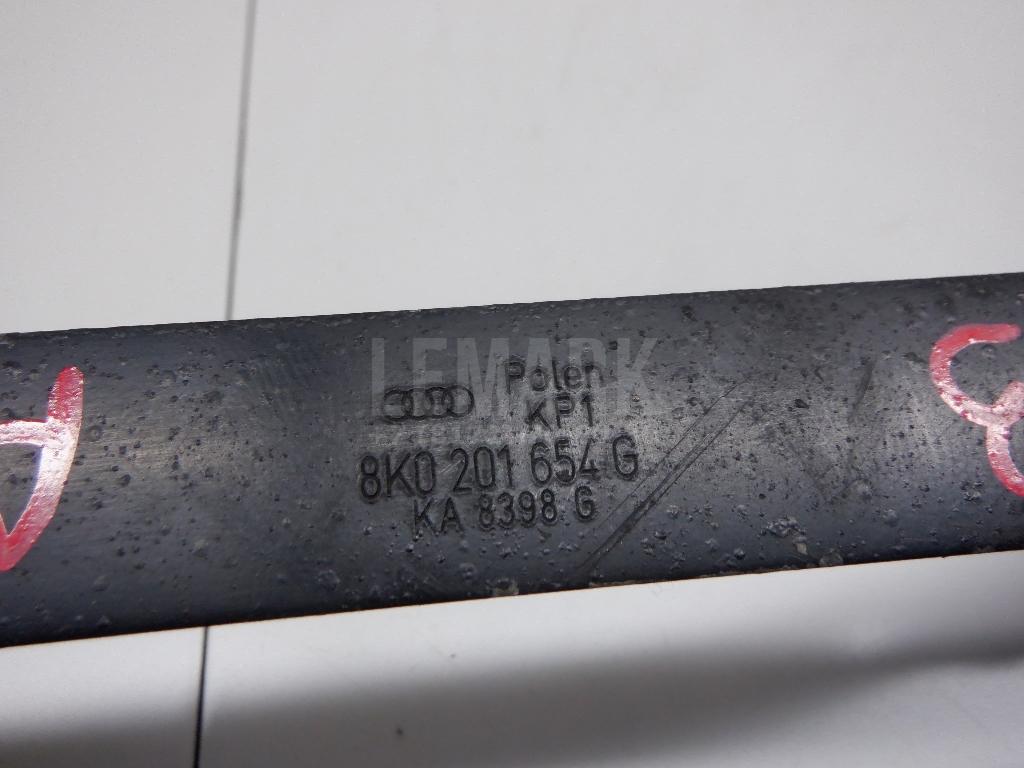 LEMARK
Polen
KP1
8K0 201 654 G
KA 8398 G